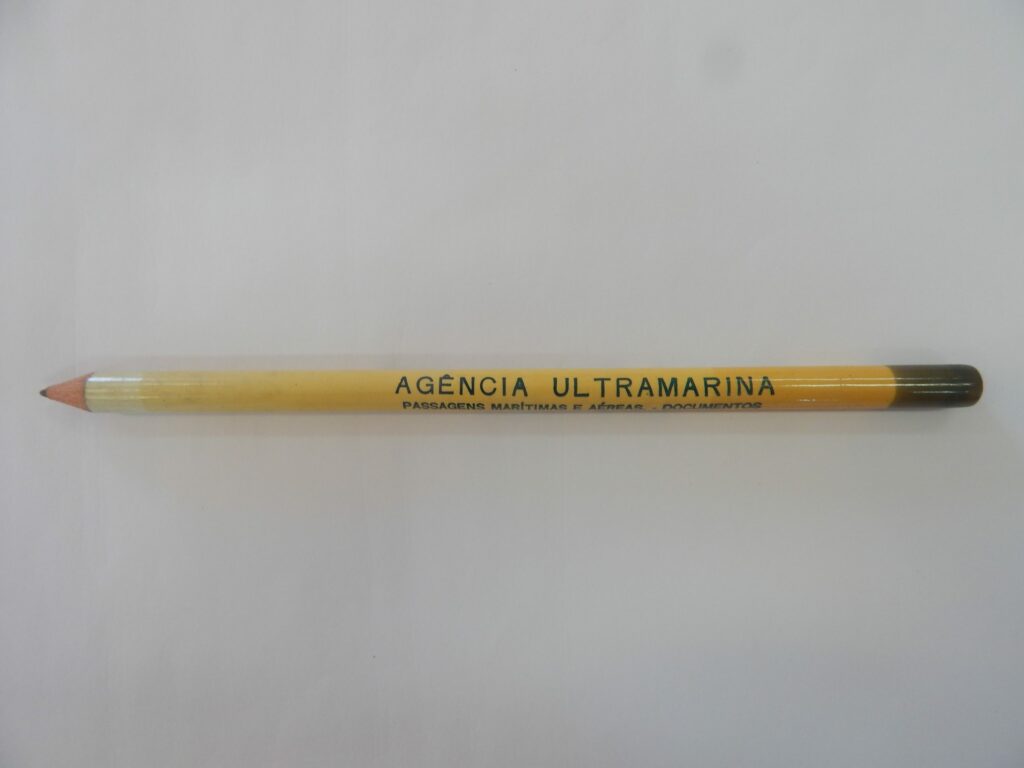 AGÊNCIA ULTRAMARINA
PASSAGENS MARÍTIMAS E AÉREAS. - DOCUMENTOS